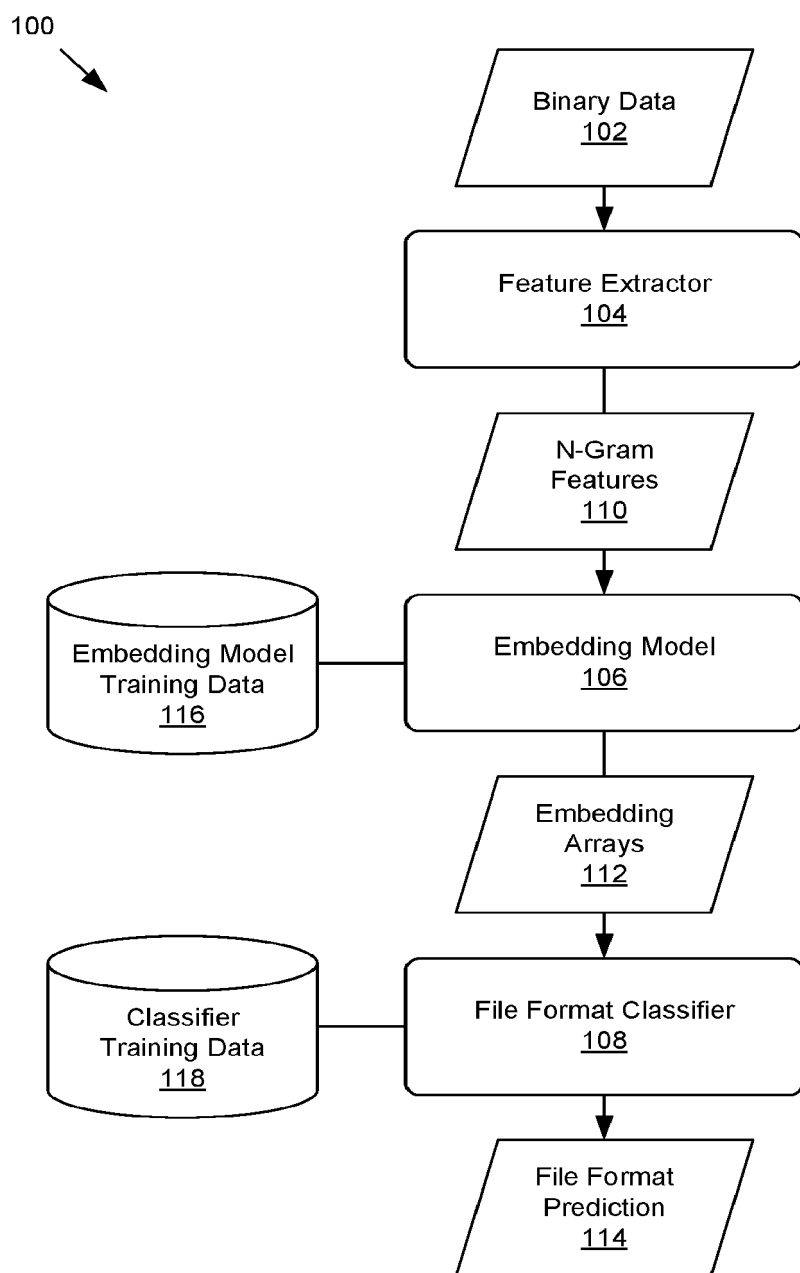 100
Binary Data
102
Feature Extractor
104
N-Gram
Features
110
Embedding Model
Training Data
116
Embedding Model
106
Embedding
Arrays
112
Classifier
Training Data
118
File Format Classifier
108
File Format
Prediction
114